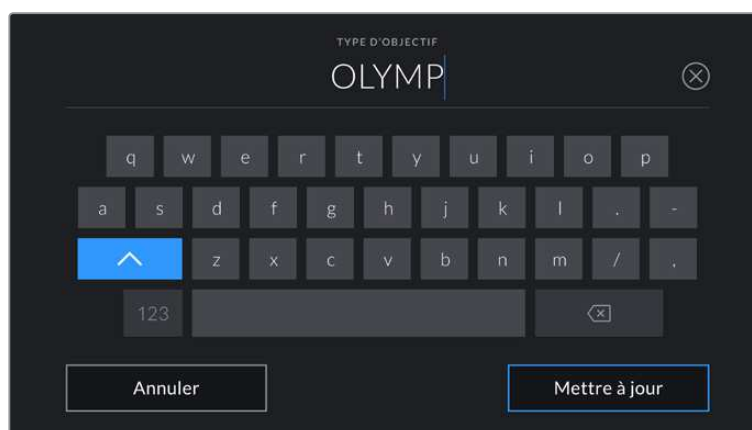 TYPE D'OBJECTIF
OLYMP
q w e r t y u i o p
a s d f g h j k l . -
z x c v b n m / ,
123
Annuler Mettre à jour